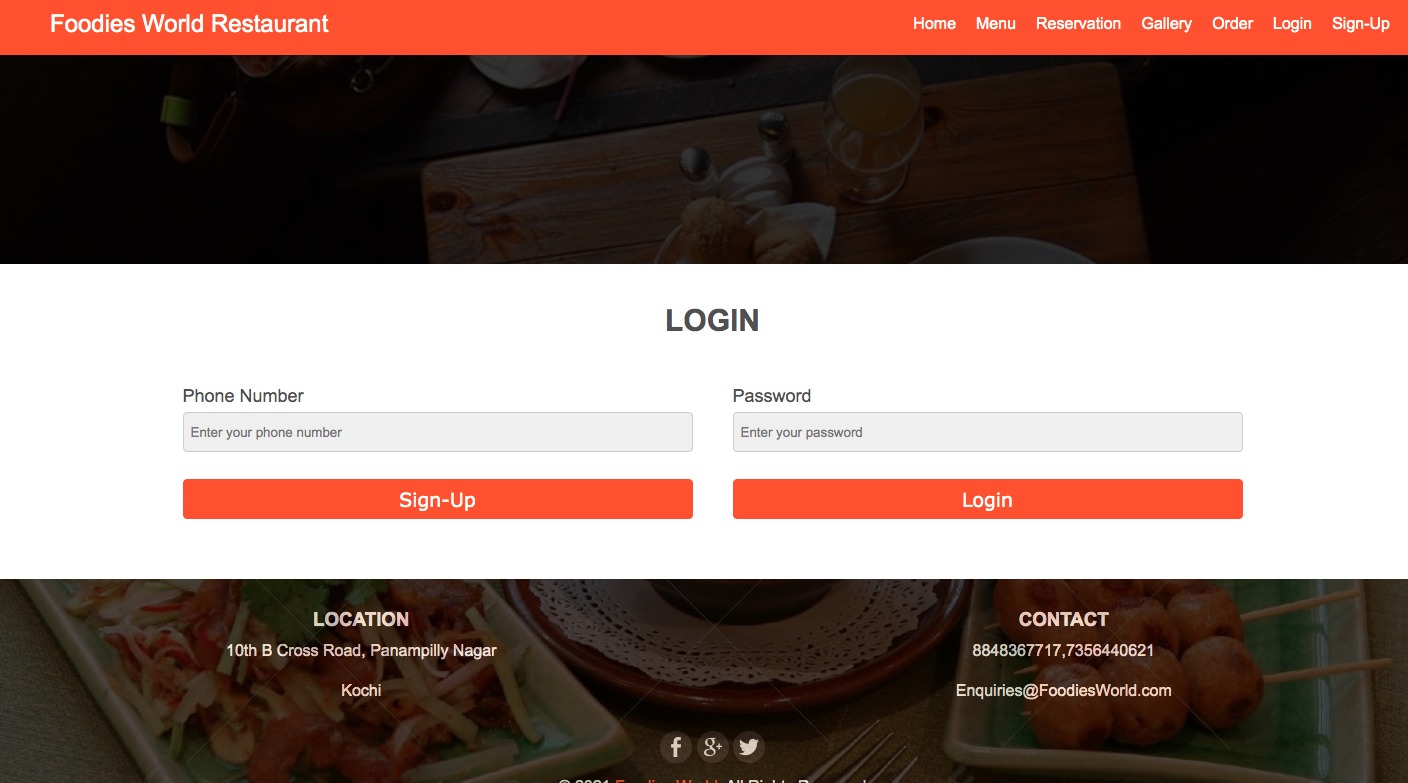 Foodies World Restaurant
Home Menu Reservation Gallery Order Login Sign-Up
LOGIN
Phone Number
Password
Enter your phone number
Enter your password
Sign-Up
Login
LOCATION
10th B Cross Road, Panampilly Nagar
Kochi
CONTACT
8848367717,7356440621
Enquiries@FoodiesWorld.com
f g+
© 2021 Foodies World. All Rights Reserved